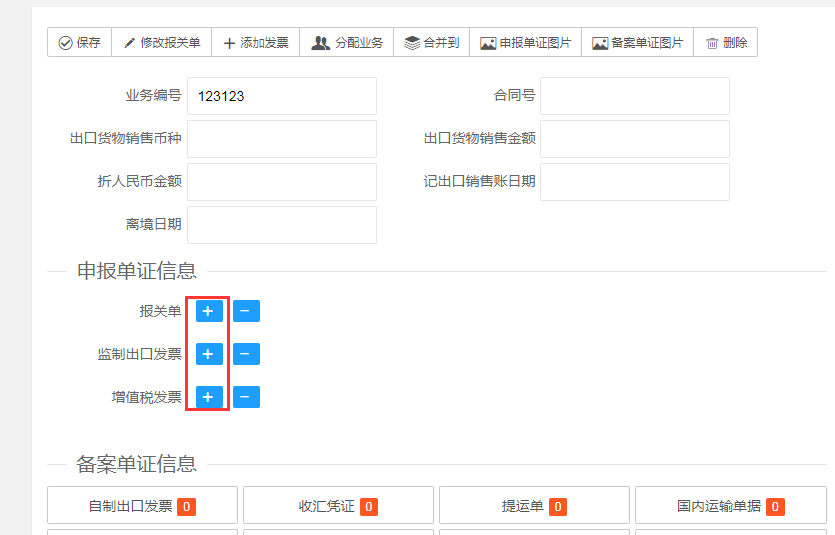 保存 修改报关单 添加发票 分配业务 合并到 申报单证图片 备案单证图片 删除
业务编号 123123 合同号
出口货物销售币种 出口货物销售金额
折人民币金额 记出口销售账日期
离境日期
申报单证信息
报关单 + −
监制出口发票 + −
增值税发票 + −
备案单证信息
自制出口发票 0 收汇凭证 0 提运单 0 国内运输单据 0